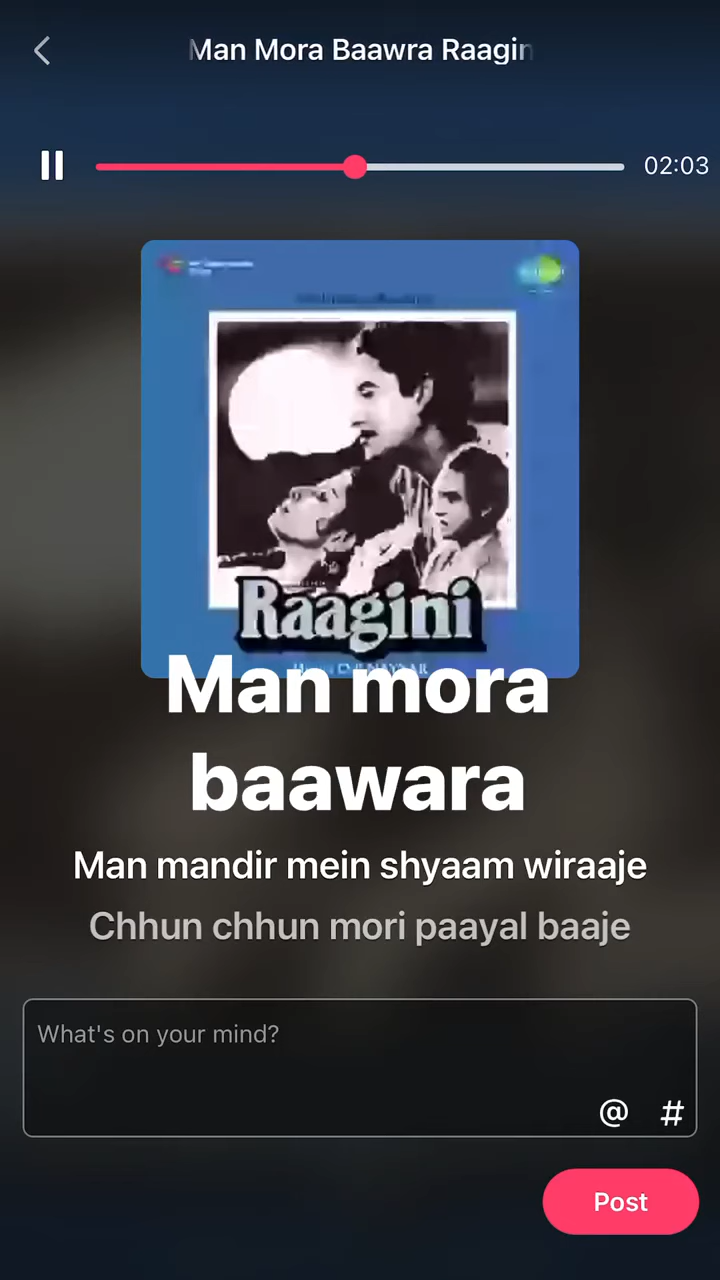 Man Mora Baawra Raagin
02:03
Raagini
Man mora
baawara
Man mandir mein shyaam wiraaje
Chhun chhun mori paayal baaje
What's on your mind?
@ #
Post